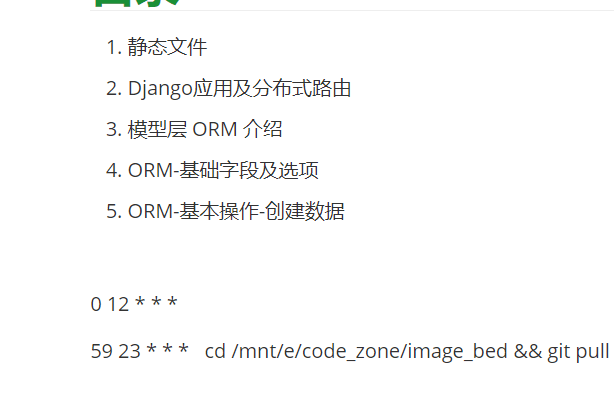 1. 静态文件
2. Django应用及分布式路由
3. 模型层 ORM 介绍
4. ORM-基础字段及选项
5. ORM-基本操作-创建数据
0 12 * * *
59 23 * * * cd /mnt/e/code_zone/image_bed && git pull